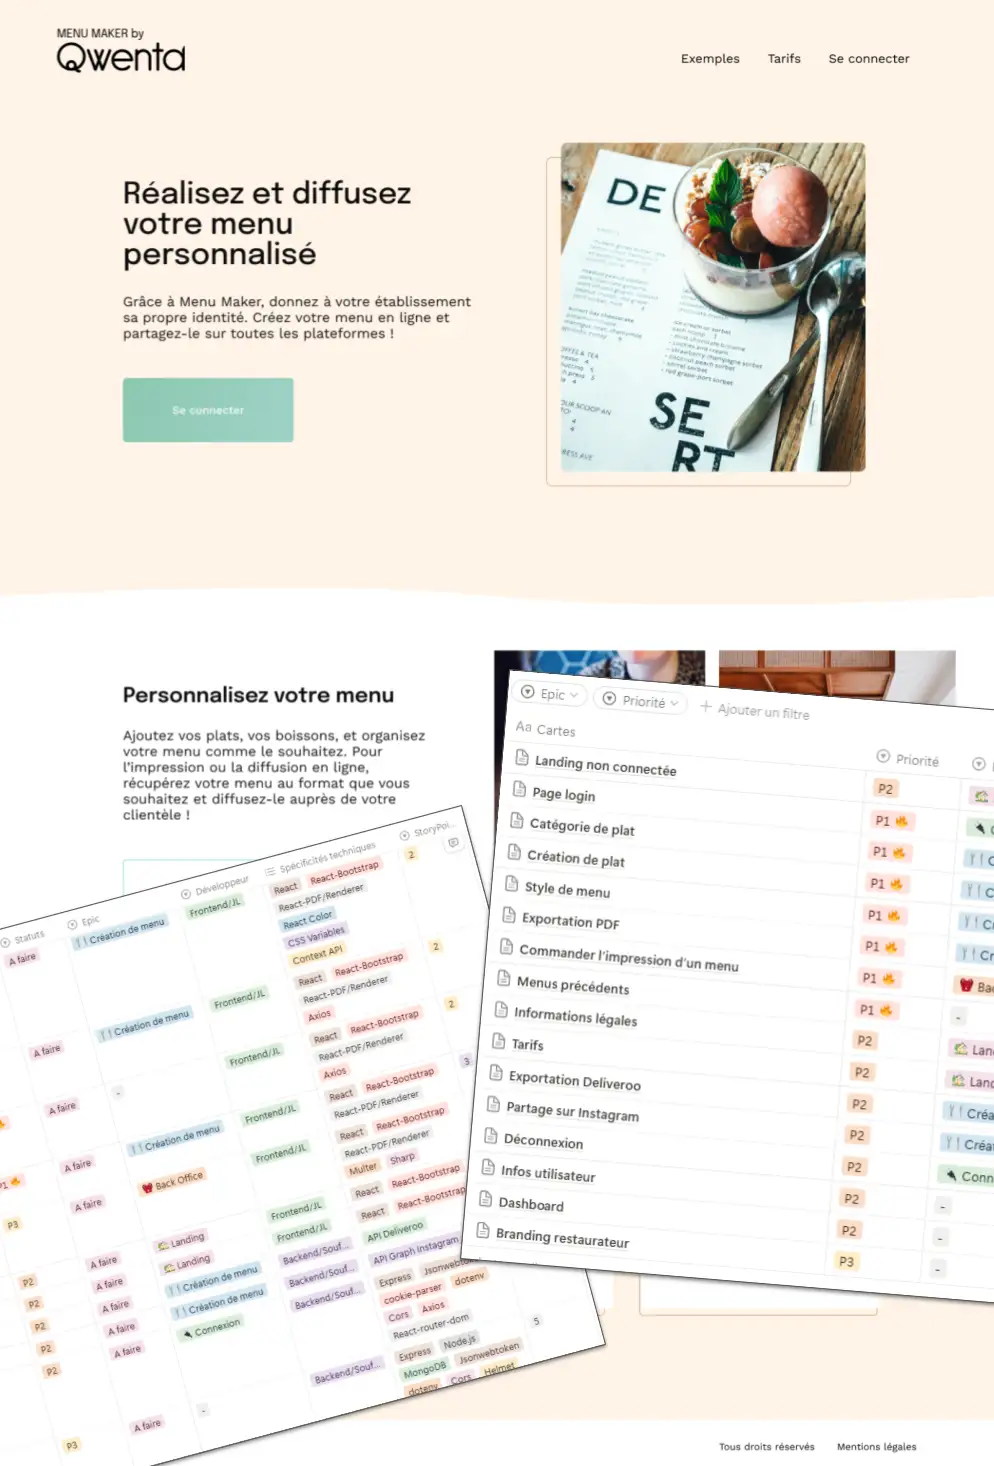 MENU MAKER by
Qwenta
Exemples
Tarifs
Se connecter
Réalisez et diffusez
votre menu
personnalisé
Grâce à Menu Maker, donnez à votre établissement
sa propre identité. Créez votre menu en ligne et
partagez-le sur toutes les plateformes !
Se connecter
DE
SE
RT
Personnalisez votre menu
Ajoutez vos plats, vos boissons, et organisez
votre menu comme le souhaitez. Pour
l'impression ou la diffusion en ligne,
récupérez votre menu au format que vous
souhaitez et diffusez-le auprès de votre
clientèle !
Epic
Priorité
+ Ajouter un filtre
Aa Cartes
Priorité
Landing non connectée P2
Page login P1
Catégorie de plat P1
Création de plat P1
Style de menu P1
Exportation PDF P1
Commander l'impression d'un menu P1
Menus précédents P1 -
Informations légales P2
Tarifs P2
Exportation Deliveroo P2
Partage sur Instagram P2
Déconnexion P2
Infos utilisateur P2 -
Dashboard P2 -
Branding restaurateur P3 -
Statuts
Epic
Développeur
Spécificités techniques
StoryPoi...
A faire
Création de menu
Frontend/JL
React React-Bootstrap
React-PDF/Renderer
React Color
CSS Variables
Context API
2
A faire
Création de menu
Frontend/JL
React React-Bootstrap
React-PDF/Renderer
Axios
2
A faire
-
Frontend/JL
React React-Bootstrap
React-PDF/Renderer
Axios
2
A faire
Création de menu
Frontend/JL
React React-Bootstrap
React-PDF/Renderer
3
P1
A faire
Back Office
Frontend/JL
React React-Bootstrap
React-PDF/Renderer
Multer Sharp
P3
A faire
Landing
Frontend/JL
React React-Bootstrap
P2
A faire
Landing
Frontend/JL
React React-Bootstrap
P2
A faire
Création de menu
Backend/Souf...
API Deliveroo
P2
A faire
Création de menu
Backend/Souf...
API Graph Instagram
P2
A faire
Connexion
Backend/Souf...
Express
cookie-parser dotenv
Cors Axios
React-router-dom
P2
A faire
-
Backend/Souf...
Express Node.js
MongoDB Jsonwebtoken
dotenv Cors Helmet
5
P3
Tous droits réservés
Mentions légales